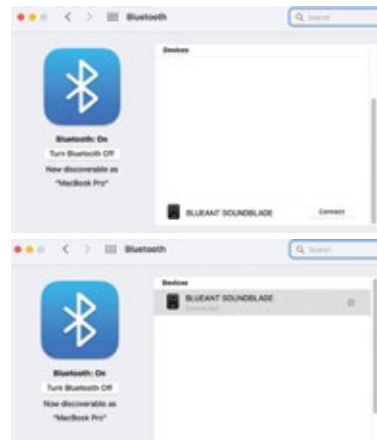 Bluetooth
Search
Devices
Bluetooth: On
Turn Bluetooth Off
Now discoverable as
"MacBook Pro"
BLUEANT SOUNDBLADE
Connect
Bluetooth
Search
Devices
BLUEANT SOUNDBLADE
Connected
Bluetooth: On
Turn Bluetooth Off
Now discoverable as
"MacBook Pro"